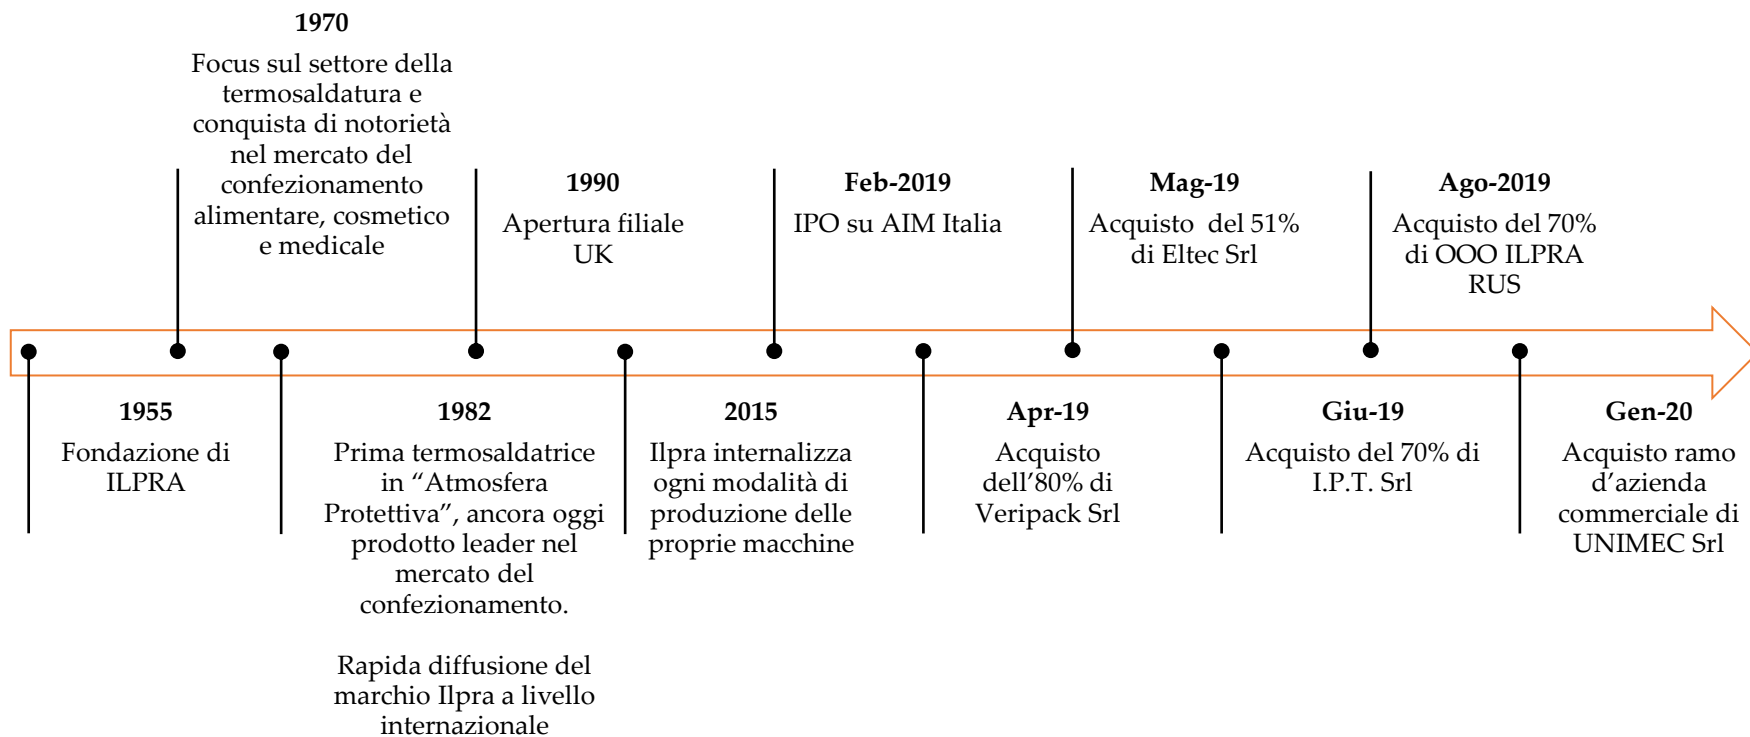 1970
Focus sul settore della
termosaldatura e
conquista di notorietà
nel mercato del
confezionamento
alimentare, cosmetico
e medicale
1990
Apertura filiale
UK
Feb-2019
IPO su AIM Italia
Mag-19
Acquisto  del 51%
di Eltec Srl
Ago-2019
Acquisto del 70%
di OOO ILPRA
RUS
1955
Fondazione di
ILPRA
1982
Prima termosaldatrice
in “Atmosfera
Protettiva”, ancora oggi
prodotto leader nel
mercato del
confezionamento.
Rapida diffusione del
marchio Ilpra a livello
internazionale
2015
Ilpra internalizza
ogni modalità di
produzione delle
proprie macchine
Apr-19
Acquisto
dell’80% di
Veripack Srl
Giu-19
Acquisto del 70% di
I.P.T. Srl
Gen-20
Acquisto ramo
d’azienda
commerciale di
UNIMEC Srl